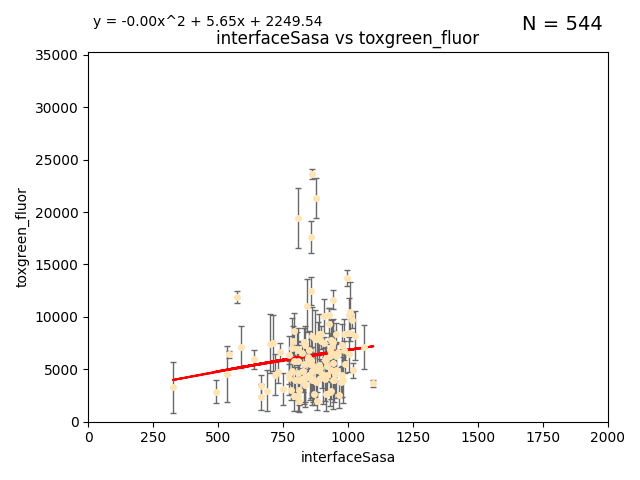 y = -0.00x^2 + 5.65x + 2249.54
N = 544
interfaceSasa vs toxgreen_fluor
35000
30000
25000
20000
15000
10000
5000
0
toxgreen_fluor
0 250 500 750 1000 1250 1500 1750 2000
interfaceSasa